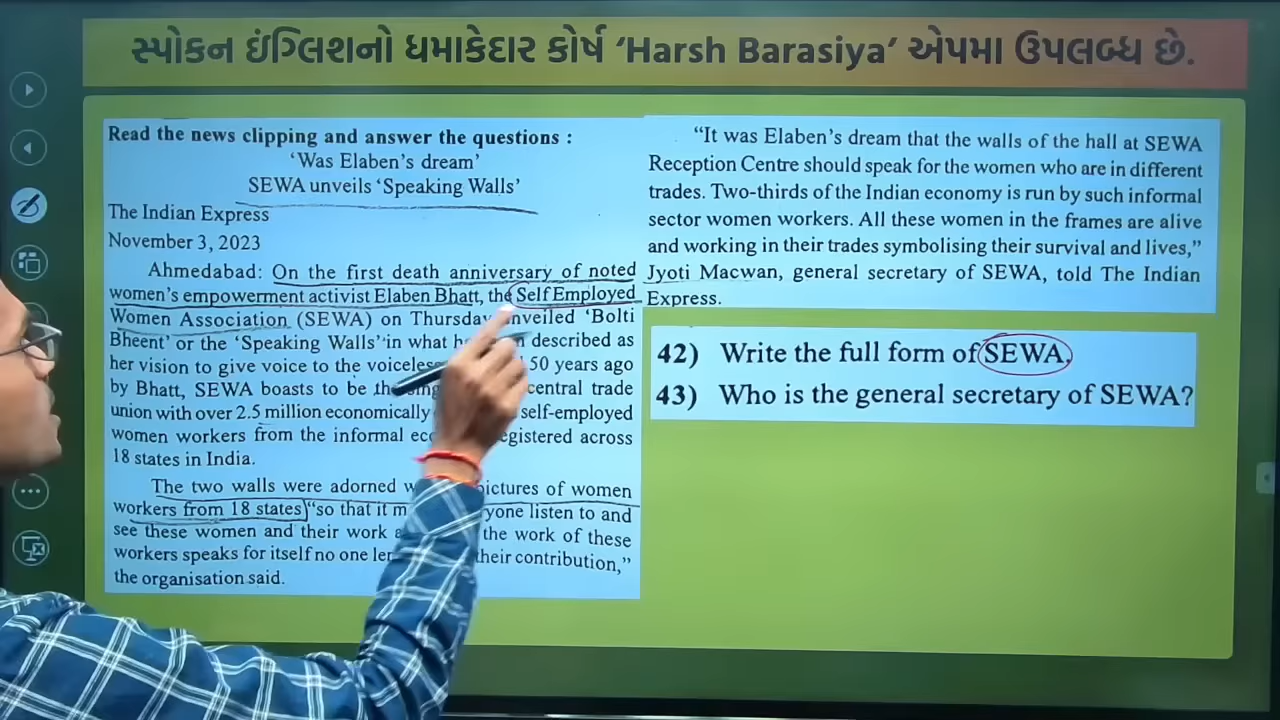 સ્પોકન ઇંગ્લિશનો ધમાકેદાર કોર્ષ ‘Harsh Barasiya’ એપમા ઉપલબ્ધ છે.
Read the news clipping and answer the questions :
‘Was Elaben’s dream’
SEWA unveils ‘Speaking Walls’
The Indian Express
November 3, 2023
Ahmedabad: On the first death anniversary of noted
women’s empowerment activist Elaben Bhatt, the Self Employed
Women Association (SEWA) on Thursday unveiled ‘Bolti
Bheent’ or the ‘Speaking Walls’ in what described as
her vision to give voice to the voiceless 50 years ago
by Bhatt, SEWA boasts to be the central trade
union with over 2.5 million economically self-employed
women workers from the informal registered across
18 states in India.
The two walls were adorned pictures of women
workers from 18 states “so that it listen to and
see these women and their work the work of these
workers speaks for itself no one their contribution,”
the organisation said.
“It was Elaben’s dream that the walls of the hall at SEWA
Reception Centre should speak for the women who are in different
trades. Two-thirds of the Indian economy is run by such informal
sector women workers. All these women in the frames are alive
and working in their trades symbolising their survival and lives,”
Jyoti Macwan, general secretary of SEWA, told The Indian
Express.
42) Write the full form of SEWA.
43) Who is the general secretary of SEWA?